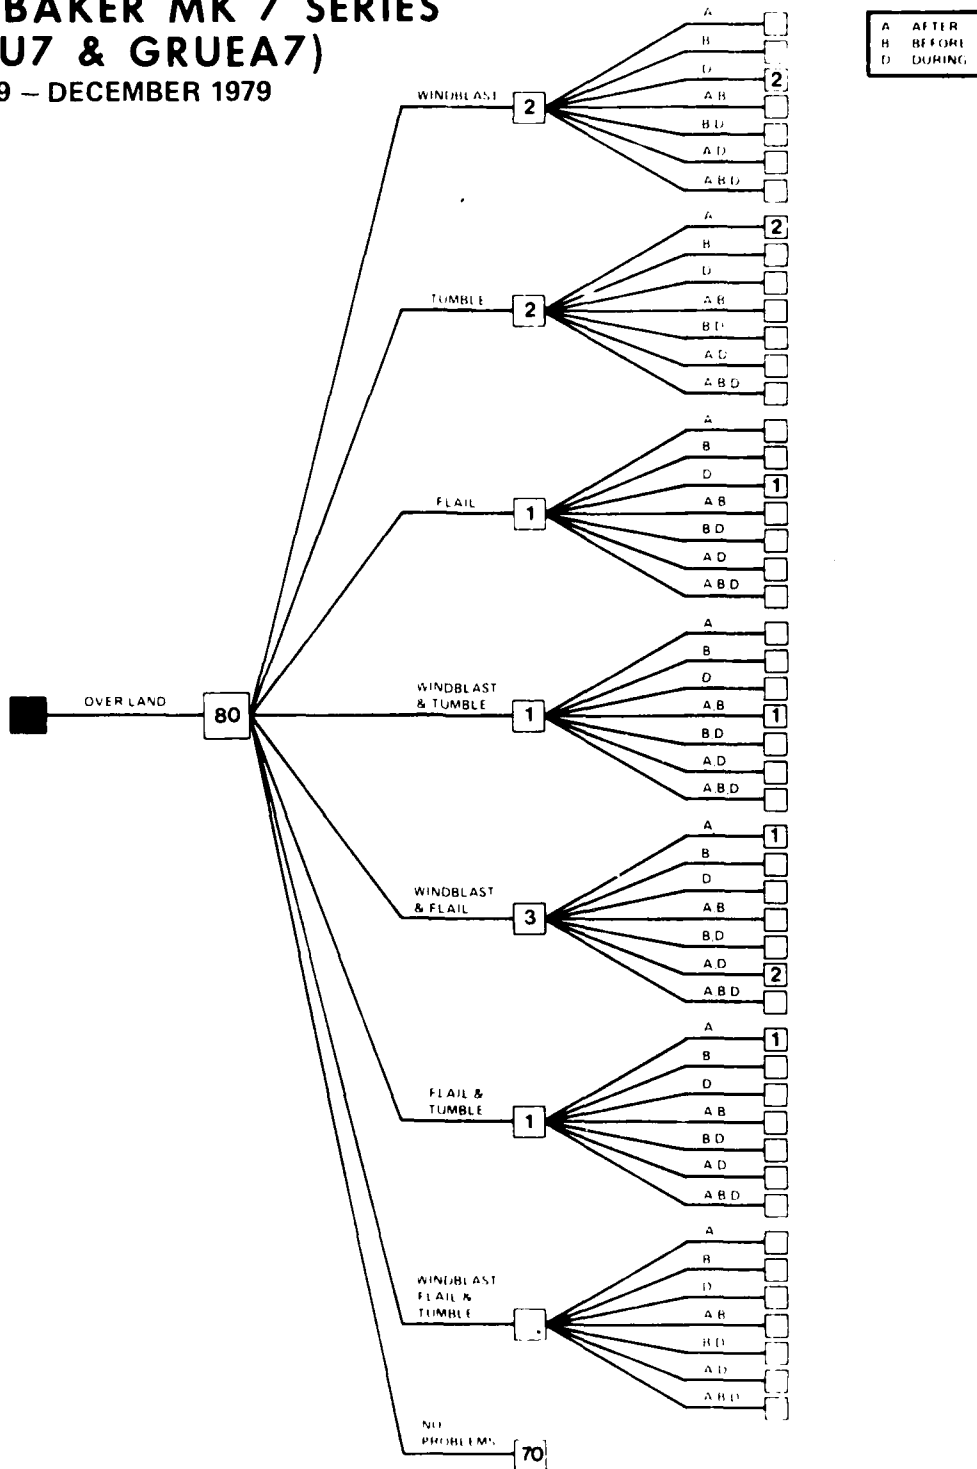 BAKER MK 7 SERIES
U7 & GRUEA7)
9 – DECEMBER 1979
A AFTER
B BEFORE
D DURING
OVER LAND
80
WINDBLAST
2
A
B
D
2
A B
B D
A D
A B D
TUMBLE
2
A
2
B
D
A B
B D
A D
A B D
FLAIL
1
A
B
D
1
A B
B D
A D
A B D
WINDBLAST
& TUMBLE
1
A
B
D
A,B
1
B,D
A,D
A,B,D
WINDBLAST
& FLAIL
3
A
1
B
D
A,B
B,D
A,D
2
A B D
FLAIL &
TUMBLE
1
A
1
B
D
A B
B D
A D
A B D
WINDBLAST
FLAIL &
TUMBLE
A
B
D
A B
B D
A D
A B D
NO
PROBLEMS
70